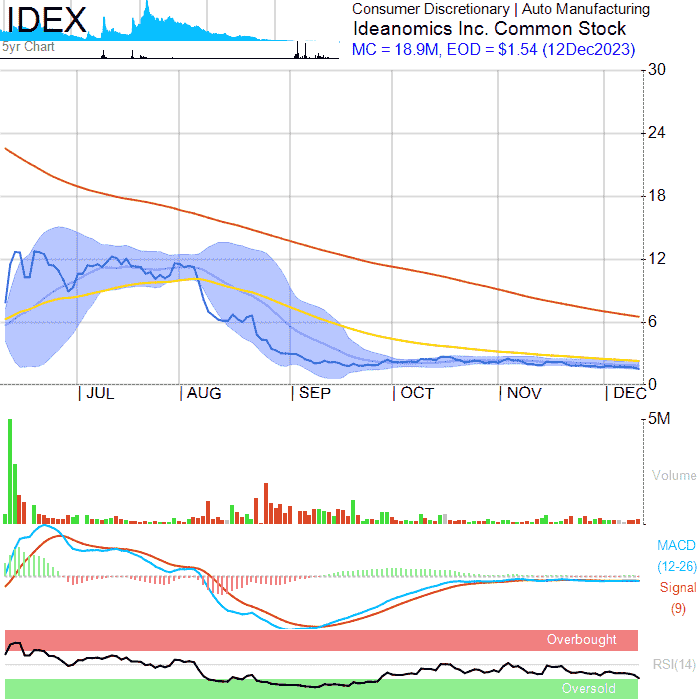 IDEX
5yr Chart
Consumer Discretionary | Auto Manufacturing
Ideanomics Inc. Common Stock
MC = 18.9M, EOD = $1.54 (12Dec2023)
30
24
18
12
6
0
| JUL | AUG | SEP | OCT | NOV | DEC
5M
Volume
MACD
(12-26)
Signal
(9)
Overbought
RSI(14)
Oversold